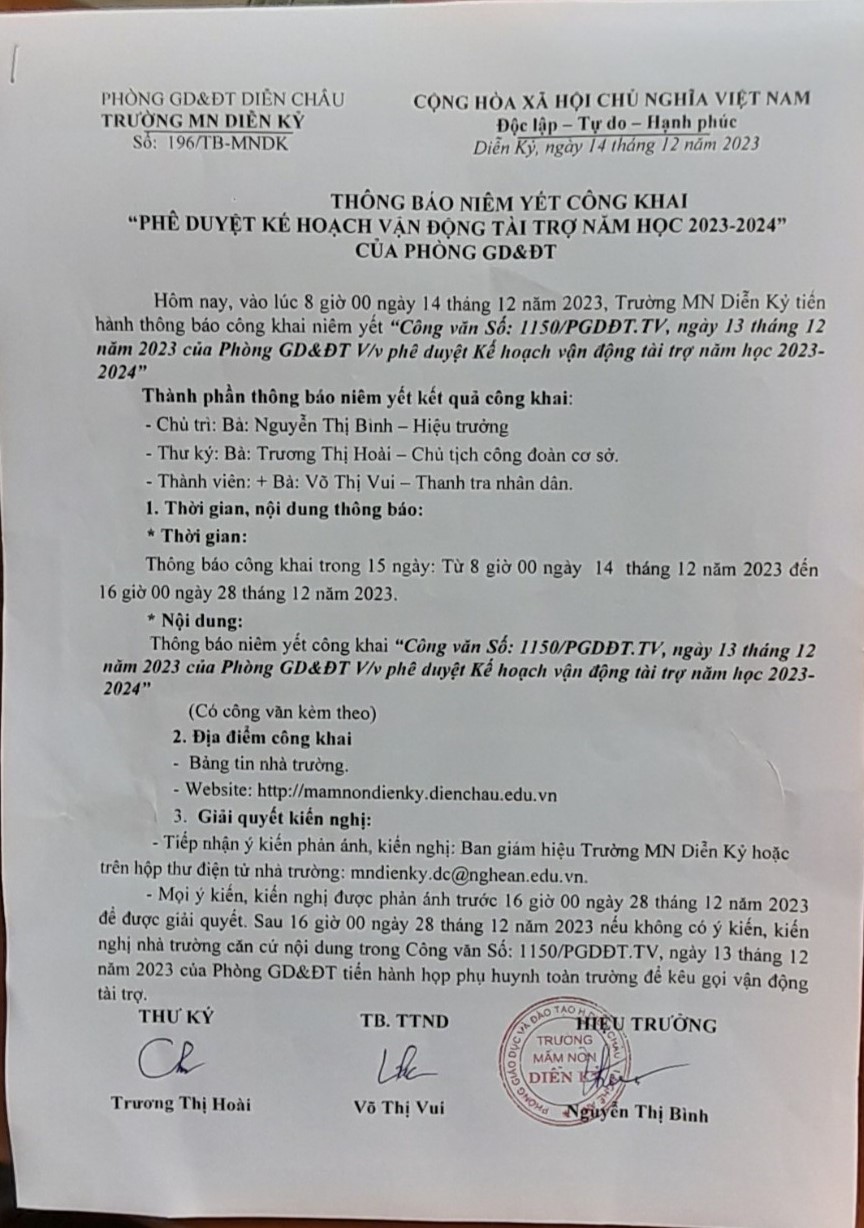 PHÒNG GD&ĐT DIỄN CHÂU
TRƯỜNG MN DIỄN KỶ
Số: 196/TB-MNDK
CỘNG HÒA XÃ HỘI CHỦ NGHĨA VIỆT NAM
Độc lập – Tự do – Hạnh phúc
Diễn Kỷ, ngày 14 tháng 12 năm 2023
THÔNG BÁO NIÊM YẾT CÔNG KHAI
“PHÊ DUYỆT KẾ HOẠCH VẬN ĐỘNG TÀI TRỢ NĂM HỌC 2023-2024”
CỦA PHÒNG GD&ĐT
Hôm nay, vào lúc 8 giờ 00 ngày 14 tháng 12 năm 2023, Trường MN Diễn Kỷ tiến
hành thông báo công khai niêm yết “Công văn Số: 1150/PGDĐT.TV, ngày 13 tháng 12
năm 2023 của Phòng GD&ĐT V/v phê duyệt Kế hoạch vận động tài trợ năm học 2023-
2024”
Thành phần thông báo niêm yết kết quả công khai:
- Chủ trì: Bà: Nguyễn Thị Bình – Hiệu trưởng
- Thư ký: Bà: Trương Thị Hoài – Chủ tịch công đoàn cơ sở.
- Thành viên: + Bà: Võ Thị Vui – Thanh tra nhân dân.
1. Thời gian, nội dung thông báo:
* Thời gian:
Thông báo công khai trong 15 ngày: Từ 8 giờ 00 ngày 14 tháng 12 năm 2023 đến
16 giờ 00 ngày 28 tháng 12 năm 2023.
* Nội dung:
Thông báo niêm yết công khai “Công văn Số: 1150/PGDĐT.TV, ngày 13 tháng 12
năm 2023 của Phòng GD&ĐT V/v phê duyệt Kế hoạch vận động tài trợ năm học 2023-
2024”
(Có công văn kèm theo)
2. Địa điểm công khai
- Bảng tin nhà trường.
- Website: http://mamnondienky.dienchau.edu.vn
3. Giải quyết kiến nghị:
- Tiếp nhận ý kiến phản ánh, kiến nghị: Ban giám hiệu Trường MN Diễn Kỷ hoặc
trên hộp thư điện tử nhà trường: mndienky.dc@nghean.edu.vn.
- Mọi ý kiến, kiến nghị được phản ánh trước 16 giờ 00 ngày 28 tháng 12 năm 2023
để được giải quyết. Sau 16 giờ 00 ngày 28 tháng 12 năm 2023 nếu không có ý kiến, kiến
nghị nhà trường căn cứ nội dung trong Công văn Số: 1150/PGDĐT.TV, ngày 13 tháng 12
năm 2023 của Phòng GD&ĐT tiến hành họp phụ huynh toàn trường để kêu gọi vận động
tài trợ.
THƯ KÝ
TB. TTND
HIỆU TRƯỞNG
PHÒNG GIÁO DỤC VÀ ĐÀO TẠO
TRƯỜNG
MẦM NON
DIỄN
Trương Thị Hoài
Võ Thị Vui
Nguyễn Thị Bình